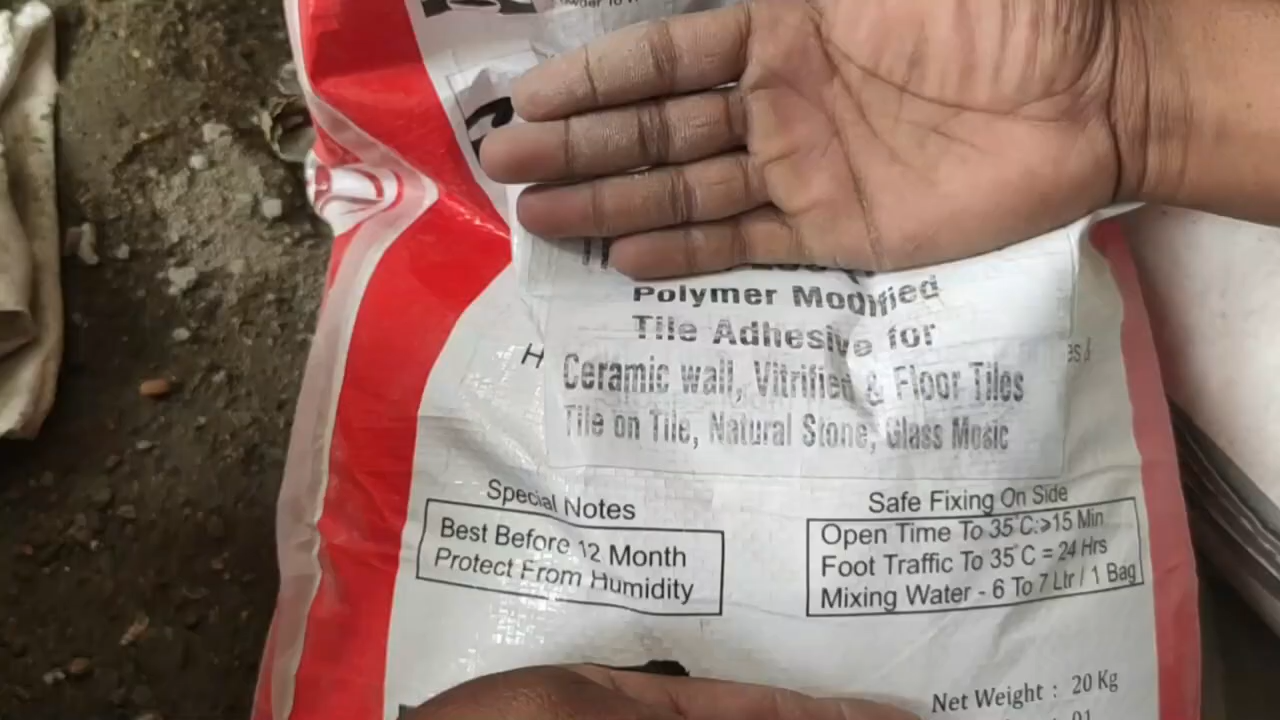 Polymer Modified
Tile Adhesive for
Ceramic wall, Vitrified & Floor Tiles
Tile on Tile, Natural Stone, Glass Mosic
Special Notes
Best Before 12 Month
Protect From Humidity
Safe Fixing On Side
Open Time To 35°C:⩾15 Min
Foot Traffic To 35°C = 24 Hrs
Mixing Water - 6 To 7 Ltr / 1 Bag
Net Weight : 20 Kg